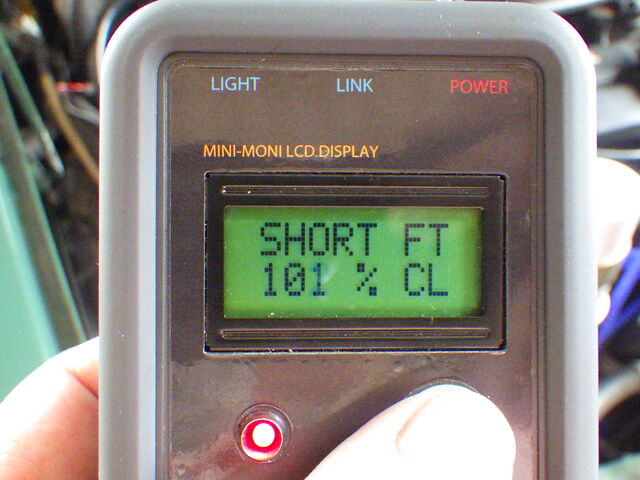 LIGHT LINK POWER
MINI-MONI LCD DISPLAY
SHORT FT
101 % CL